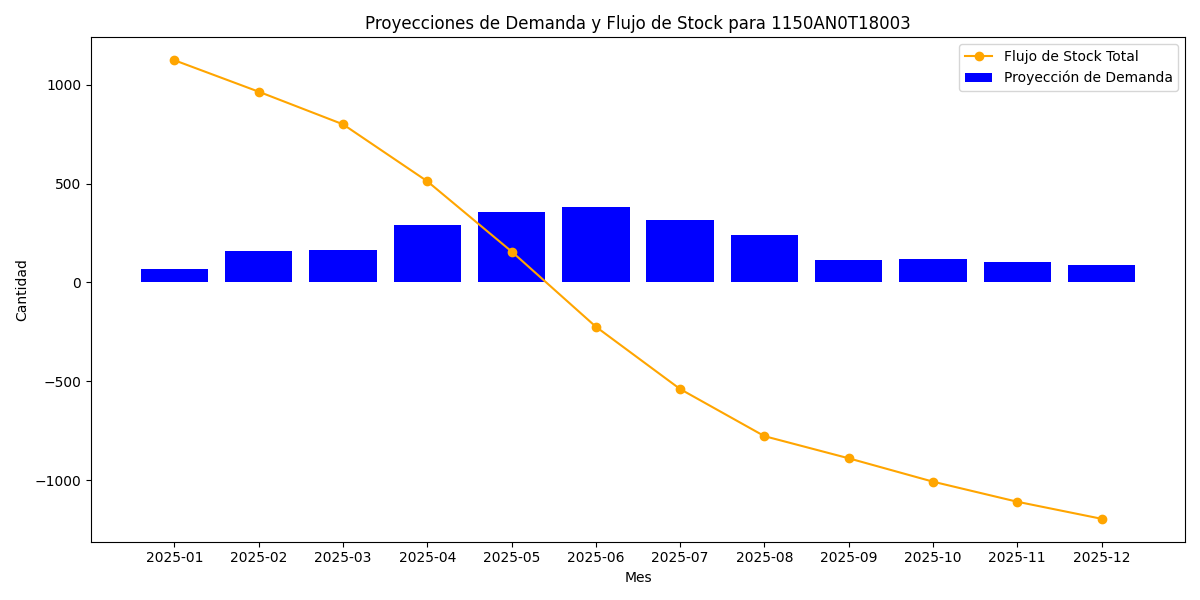 Proyecciones de Demanda y Flujo de Stock para 1150AN0T18003
Flujo de Stock Total
Proyección de Demanda
Cantidad
1000
500
0
−500
−1000
2025-01 2025-02 2025-03 2025-04 2025-05 2025-06 2025-07 2025-08 2025-09 2025-10 2025-11 2025-12
Mes